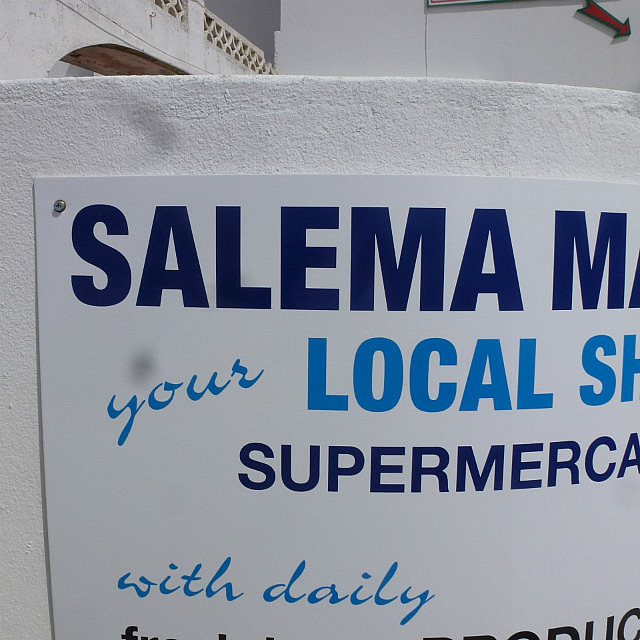 SALEMA MA
your LOCAL SH
SUPERMERCA
with daily